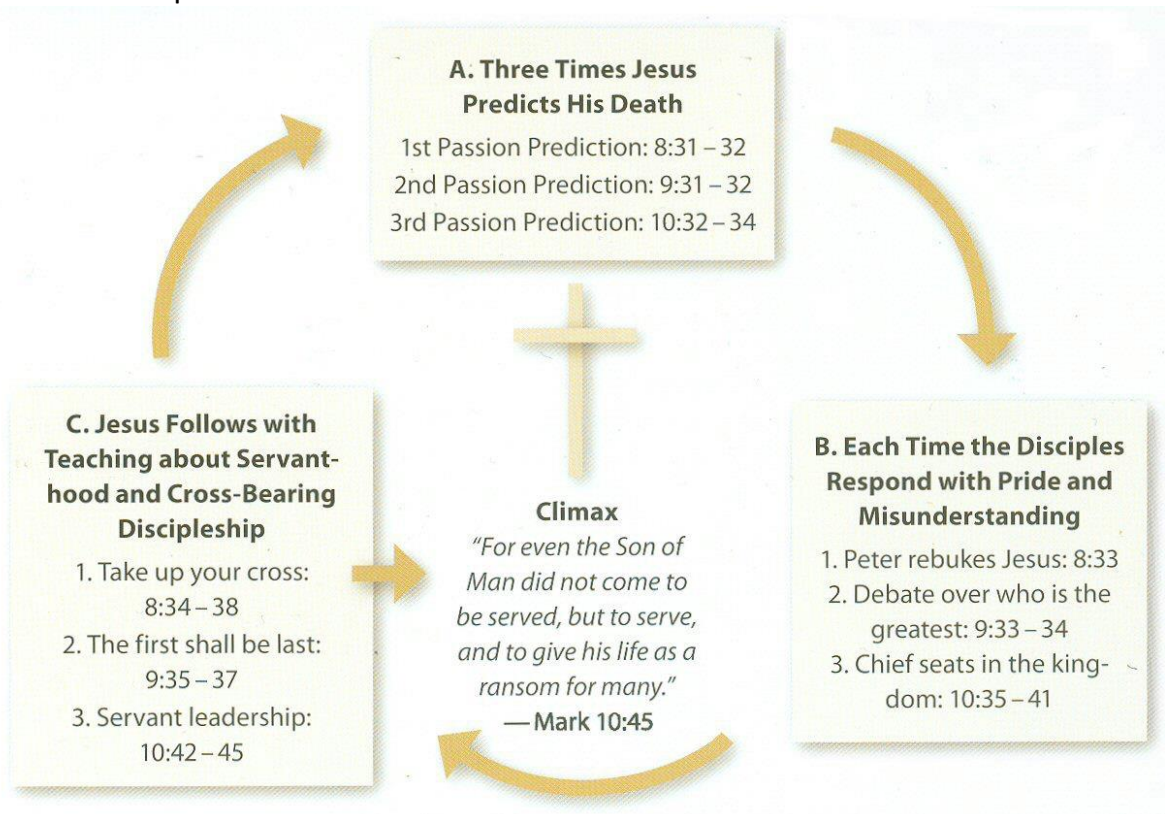 A. Three Times Jesus
Predicts His Death
1st Passion Prediction: 8:31 – 32
2nd Passion Prediction: 9:31 – 32
3rd Passion Prediction: 10:32 – 34
B. Each Time the Disciples
Respond with Pride and
Misunderstanding
1. Peter rebukes Jesus: 8:33
2. Debate over who is the
greatest: 9:33 – 34
3. Chief seats in the king-
dom: 10:35 – 41
C. Jesus Follows with
Teaching about Servant-
hood and Cross-Bearing
Discipleship
1. Take up your cross:
8:34 – 38
2. The first shall be last:
9:35 – 37
3. Servant leadership:
10:42 – 45
Climax
“For even the Son of
Man did not come to
be served, but to serve,
and to give his life as a
ransom for many.”
— Mark 10:45